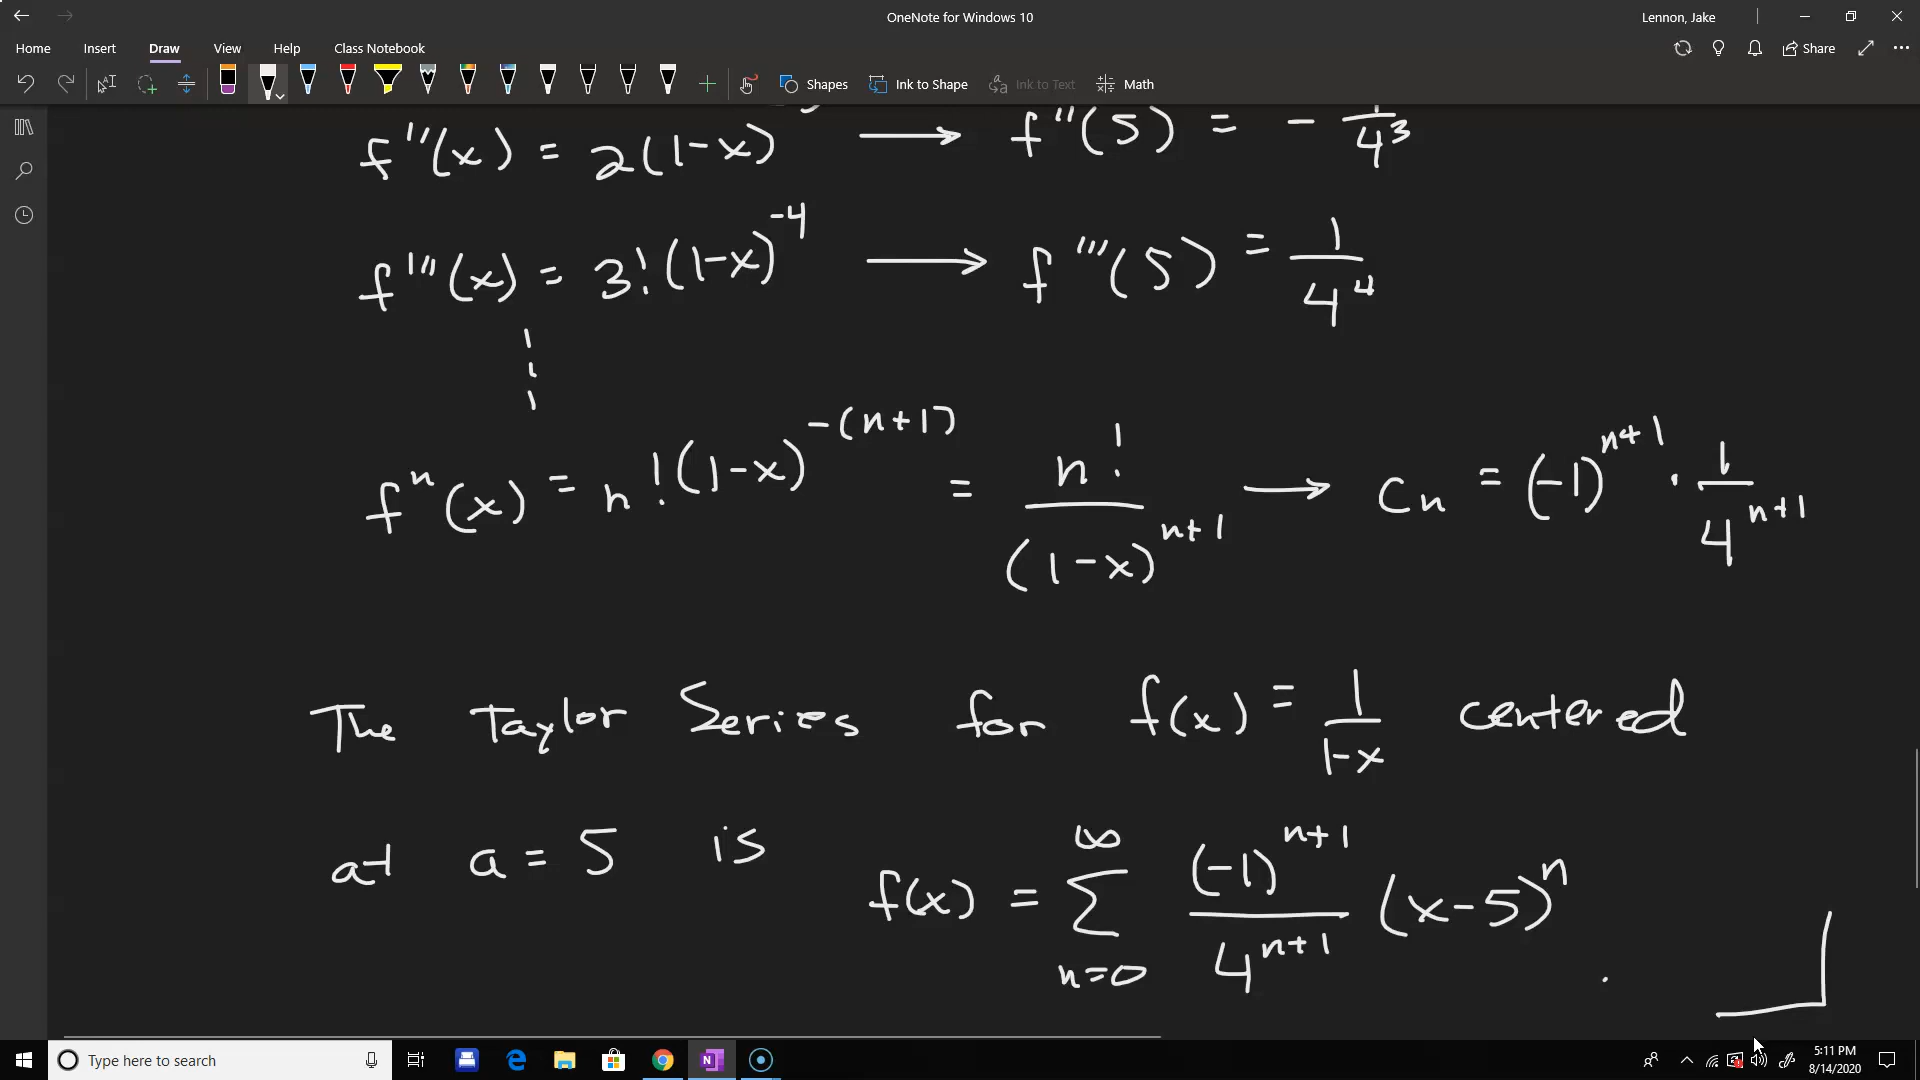 OneNote for Windows 10
Lennon, Jake
Home Insert Draw View Help Class Notebook
Share
Shapes Ink to Shape Ink to Text Math
f''(x) = 2(1-x) → f''(5) = - 1/4³
f'''(x) = 3!(1-x)⁻⁴ → f'''(5) = 1/4⁴
fⁿ(x) = n!(1-x)^-(n+1) = n!/(1-x)^n+1 → Cn = (-1)^n+1 · 1/4^n+1
The Taylor Series for f(x) = 1/1-x centered
at a = 5 is f(x) = ∞ Σ n=0 (-1)^n+1/4^n+1 (x-5)ⁿ .
Type here to search
5:11 PM
8/14/2020